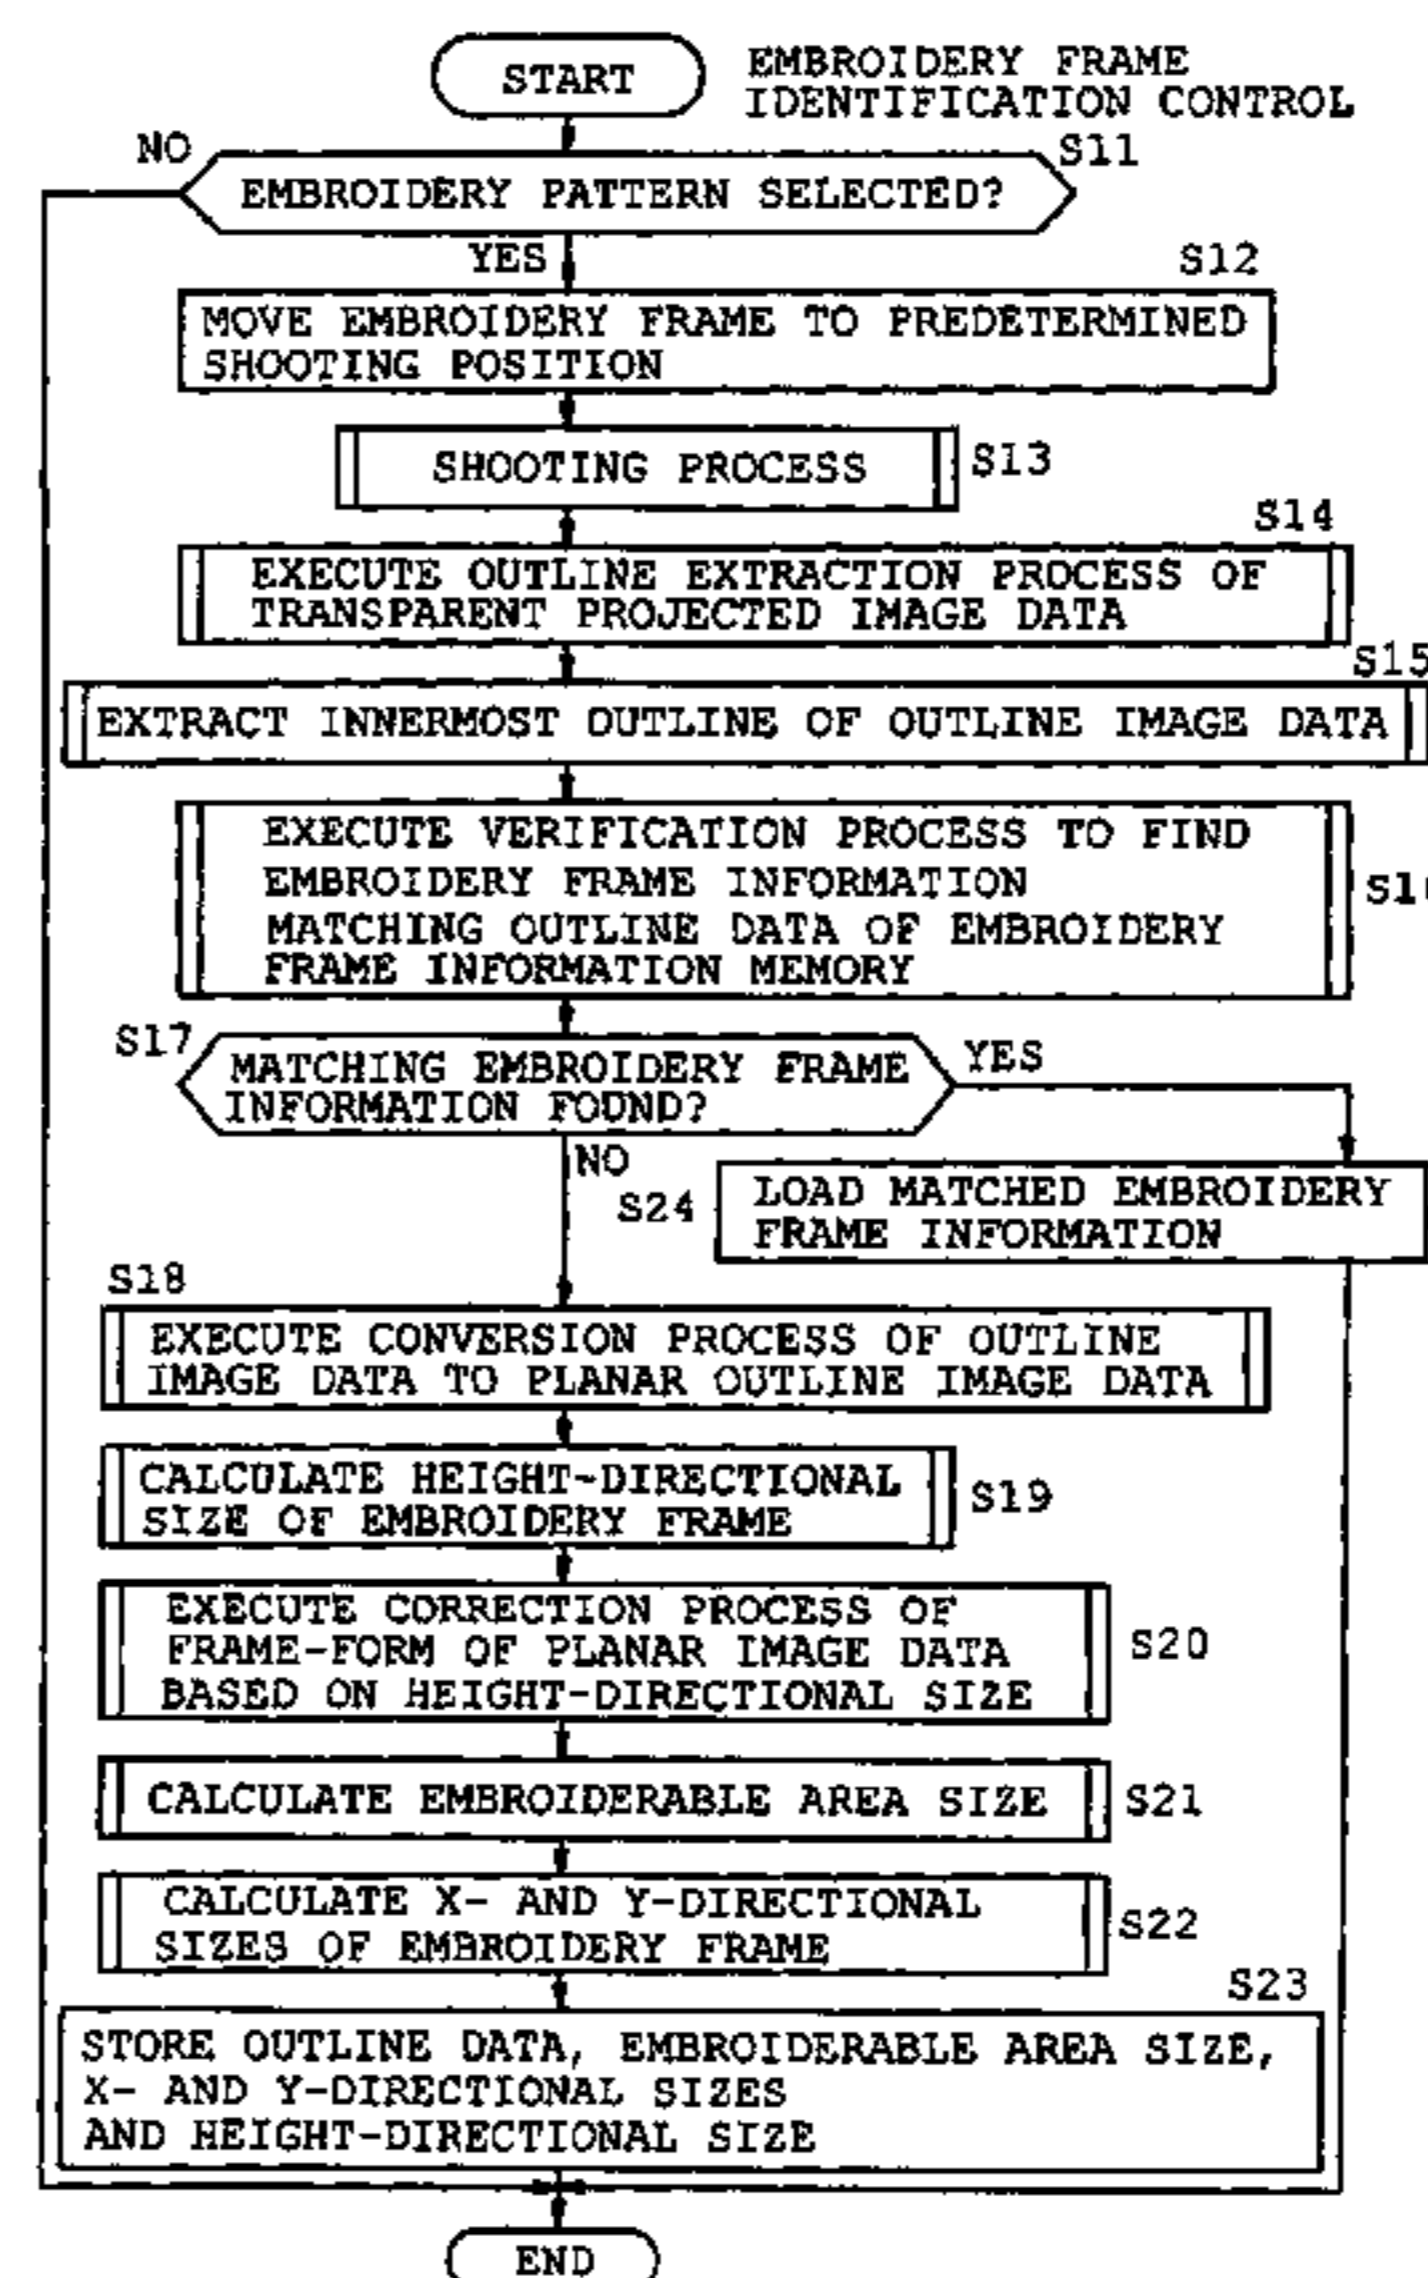 START
EMBROIDERY FRAME
IDENTIFICATION CONTROL
NO
S11
EMBROIDERY PATTERN SELECTED?
YES
S12
MOVE EMBROIDERY FRAME TO PREDETERMINED
SHOOTING POSITION
SHOOTING PROCESS
S13
S14
EXECUTE OUTLINE EXTRACTION PROCESS OF
TRANSPARENT PROJECTED IMAGE DATA
S15
EXTRACT INNERMOST OUTLINE OF OUTLINE IMAGE DATA
EXECUTE VERIFICATION PROCESS TO FIND
EMBROIDERY FRAME INFORMATION
MATCHING OUTLINE DATA OF EMBROIDERY
FRAME INFORMATION MEMORY
S17
MATCHING EMBROIDERY FRAME
INFORMATION FOUND?
YES
NO
S24
LOAD MATCHED EMBROIDERY
FRAME INFORMATION
S18
EXECUTE CONVERSION PROCESS OF OUTLINE
IMAGE DATA TO PLANAR OUTLINE IMAGE DATA
CALCULATE HEIGHT-DIRECTIONAL
SIZE OF EMBROIDERY FRAME
S19
EXECUTE CORRECTION PROCESS OF
FRAME-FORM OF PLANAR IMAGE DATA
BASED ON HEIGHT-DIRECTIONAL SIZE
S20
CALCULATE EMBROIDERABLE AREA SIZE
S21
CALCULATE X- AND Y-DIRECTIONAL
SIZES OF EMBROIDERY FRAME
S22
S23
STORE OUTLINE DATA, EMBROIDERABLE AREA SIZE,
X- AND Y-DIRECTIONAL SIZES
AND HEIGHT-DIRECTIONAL SIZE
END